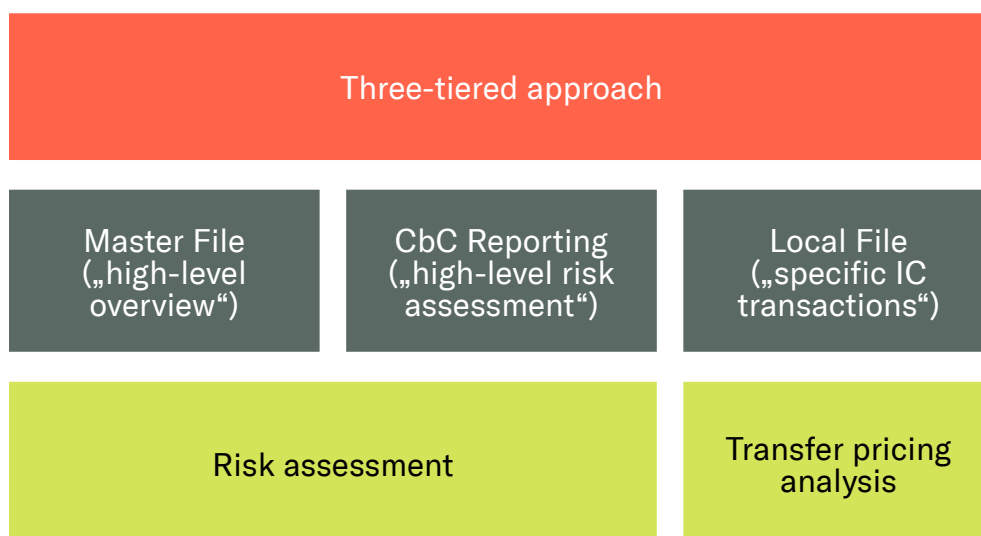 Three-tiered approach
Master File
(„high-level
overview“)
CbC Reporting
(„high-level risk
assessment“)
Local File
(„specific IC
transactions“)
Risk assessment
Transfer pricing
analysis